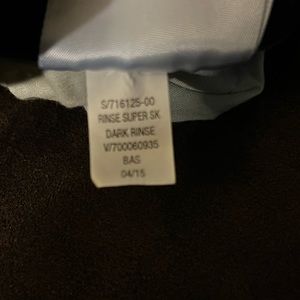 S/716125-00
RINSE SUPER SK
DARK RINSE
V/700060935
BAS
04/15